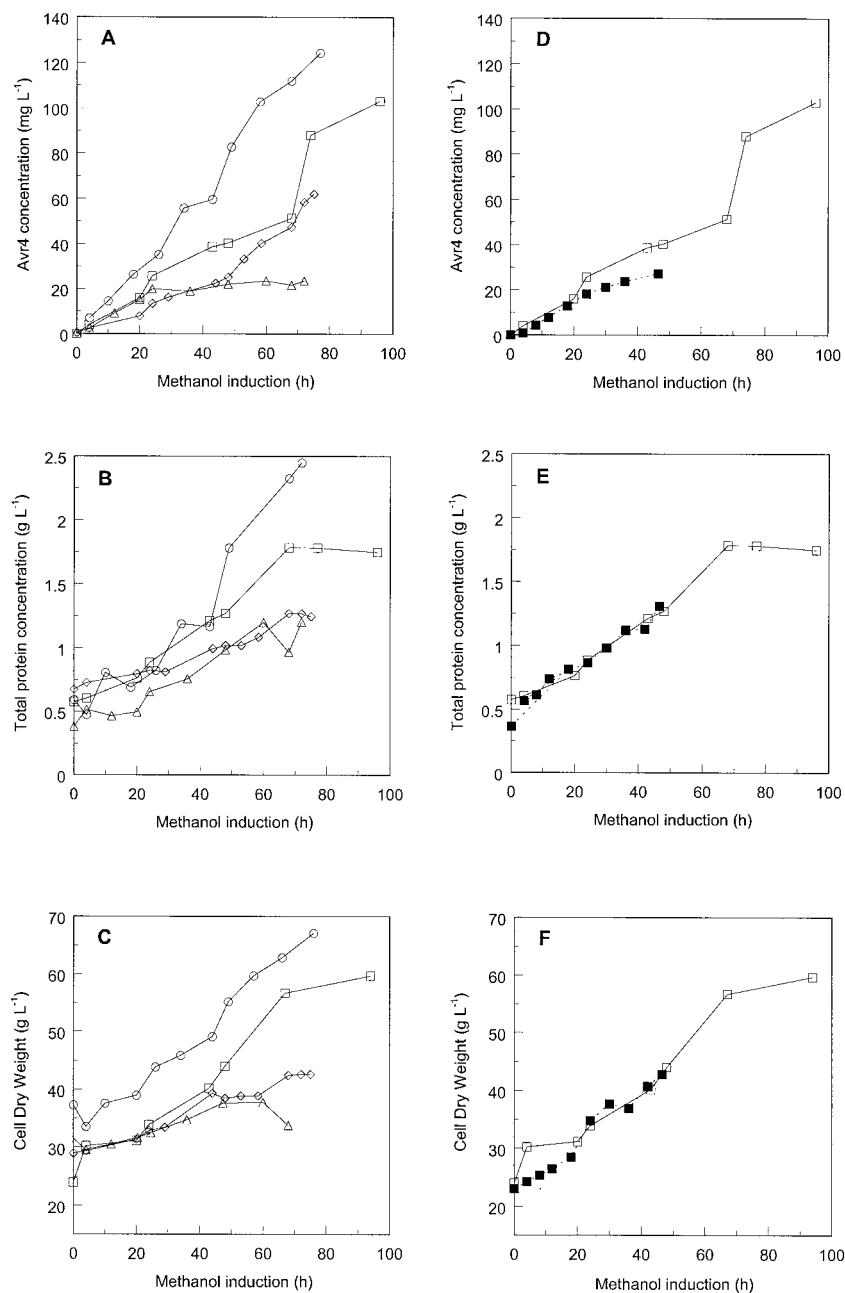 A
Avr4 concentration (mg L-1)
140
120
100
80
60
40
20
0
0 20 40 60 80 100
Methanol induction (h)
D
Avr4 concentration (mg L-1)
140
120
100
80
60
40
20
0
0 20 40 60 80 100
Methanol induction (h)
B
Total protein concentration (g L-1)
2.5
2
1.5
1
0.5
0
0 20 40 60 80 100
Methanol induction (h)
E
Total protein concentration (g L-1)
2.5
2
1.5
1
0.5
0
0 20 40 60 80 100
Methanol induction (h)
C
Cell Dry Weight (g L-1)
70
60
50
40
30
20
0 20 40 60 80 100
Methanol induction (h)
F
Cell Dry Weight (g L-1)
70
60
50
40
30
20
0 20 40 60 80 100
Methanol induction (h)